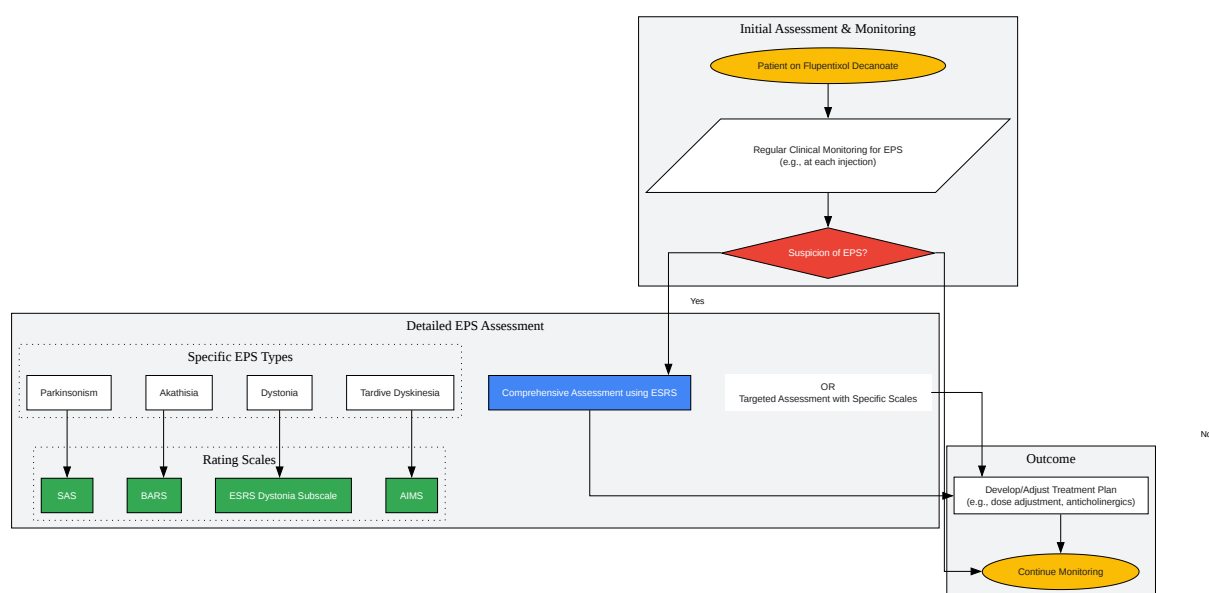 Initial Assessment & Monitoring
Patient on Flupentixol Decanoate
Regular Clinical Monitoring for EPS
(e.g., at each injection)
Suspicion of EPS?
Yes
Detailed EPS Assessment
Specific EPS Types
Parkinsonism
Akathisia
Dystonia
Tardive Dyskinesia
Comprehensive Assessment using ESRS
OR
Targeted Assessment with Specific Scales
No
Rating Scales
SAS
BARS
ESRS Dystonia Subscale
AIMS
Outcome
Develop/Adjust Treatment Plan
(e.g., dose adjustment, anticholinergics)
Continue Monitoring